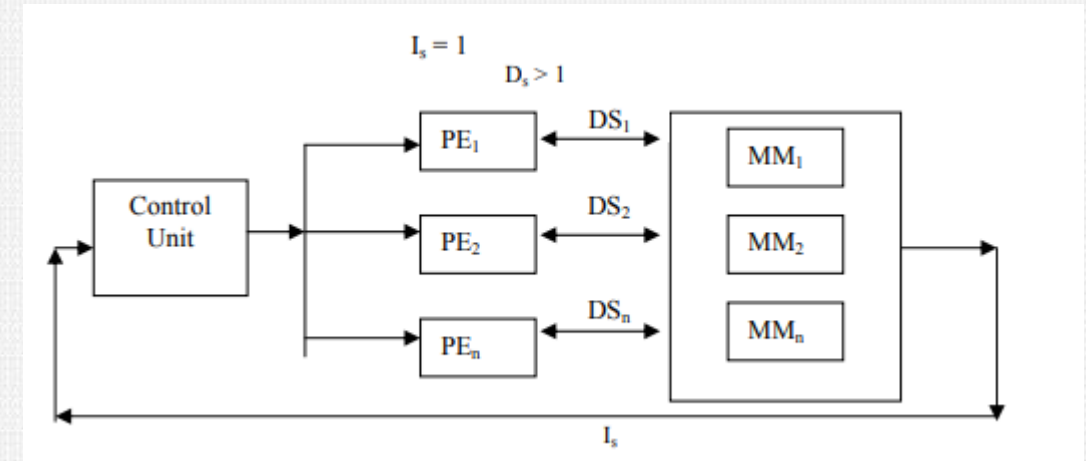 Iₛ = 1
Dₛ > 1
PE₁
DS₁
MM₁
Control
Unit
PE₂
DS₂
MM₂
PEₙ
DSₙ
MMₙ
Iₛ